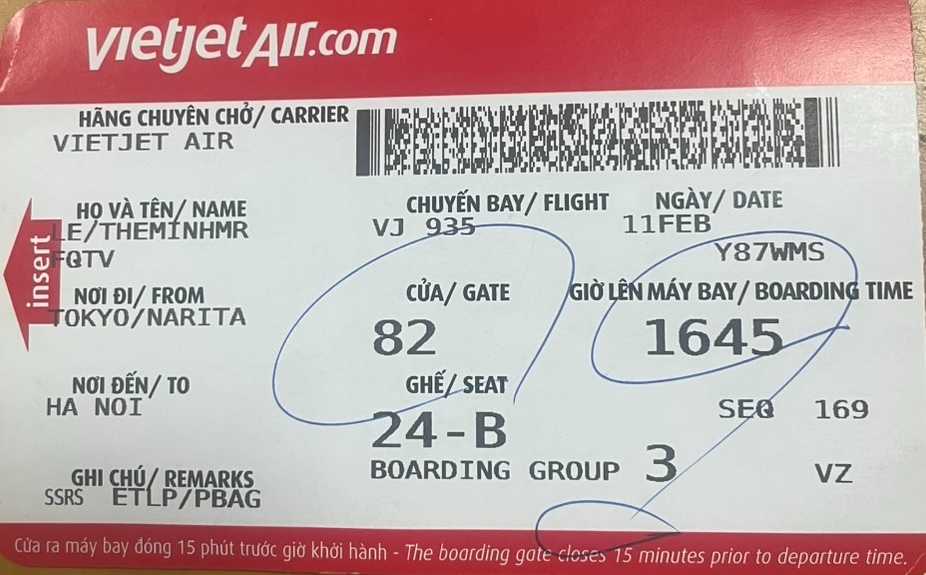 vietjetAir.com
HÃNG CHUYÊN CHỞ/ CARRIER
VIETJET AIR
HỌ VÀ TÊN/ NAME
LE/THEMINHMR
FQTV
CHUYẾN BAY/ FLIGHT
VJ 935
NGÀY/ DATE
11FEB
Y87WMS
insert
NƠI ĐI/ FROM
TOKYO/NARITA
CỬA/ GATE
82
GIỜ LÊN MÁY BAY/ BOARDING TIME
1645
NƠI ĐẾN/ TO
HA NOI
GHẾ/ SEAT
24-B
SEQ 169
BOARDING GROUP 3
VZ
GHI CHÚ/ REMARKS
SSRS ETLP/PBAG
Cửa ra máy bay đóng 15 phút trước giờ khởi hành - The boarding gate closes 15 minutes prior to departure time.